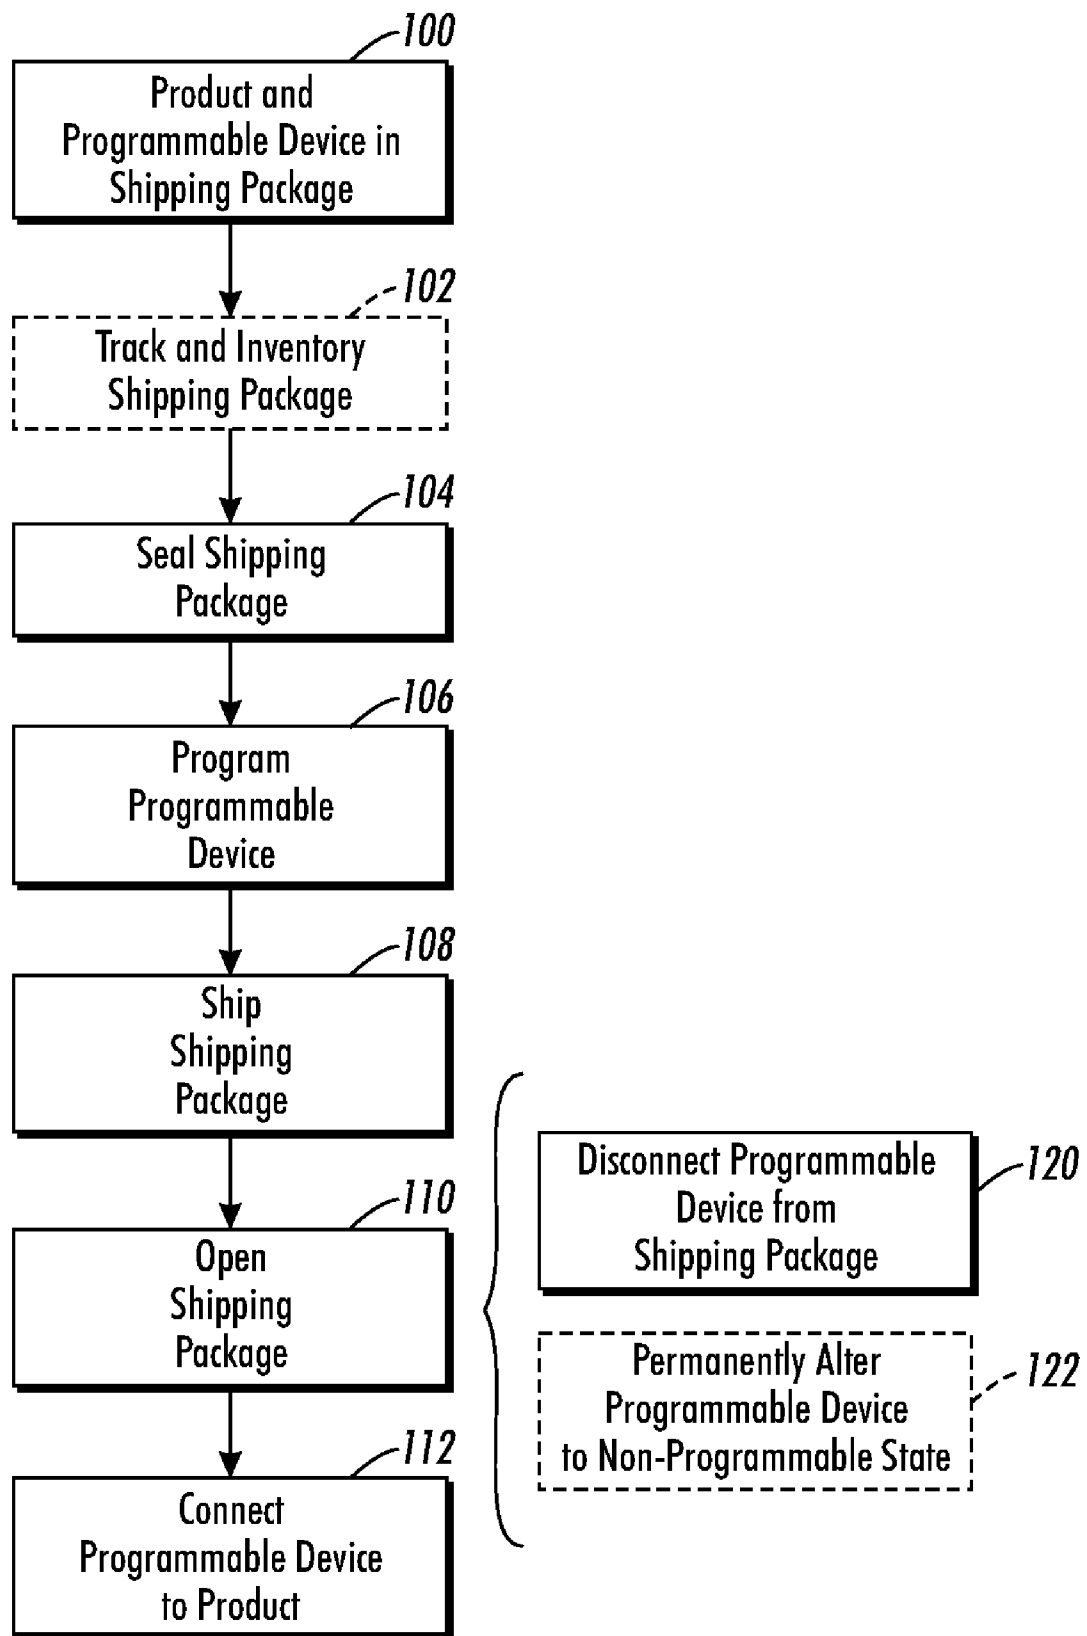 100
Product and
Programmable Device in
Shipping Package
102
Track and Inventory
Shipping Package
104
Seal Shipping
Package
106
Program
Programmable
Device
108
Ship
Shipping
Package
110
Open
Shipping
Package
120
Disconnect Programmable
Device from
Shipping Package
122
Permanently Alter
Programmable Device
to Non-Programmable State
112
Connect
Programmable Device
to Product